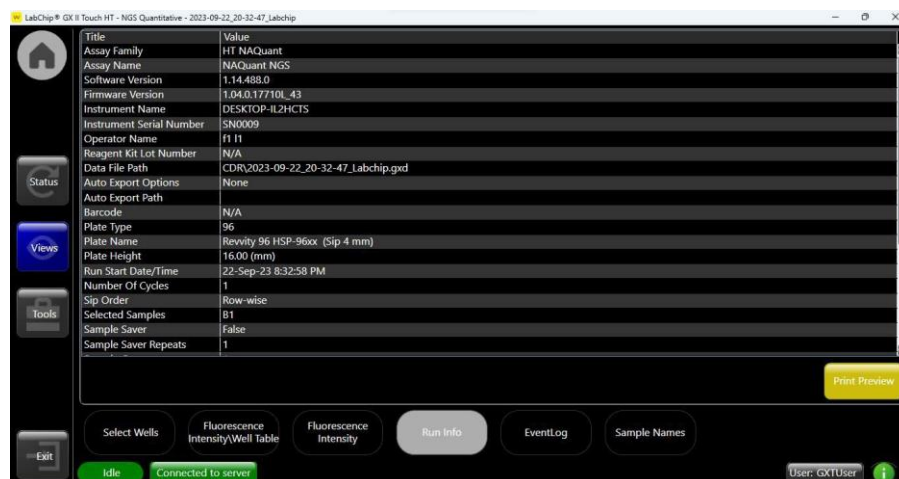 LabChip® GX II Touch HT - NGS Quantitative - 2023-09-22_20-32-47_Labchip
Title Value
Assay Family HT NAQuant
Assay Name NAQuant NGS
Software Version 1.14.488.0
Firmware Version 1.04.0.17710L_43
Instrument Name DESKTOP-IL2HCTS
Instrument Serial Number SN0009
Operator Name f1 l1
Reagent Kit Lot Number N/A
Data File Path CDR\2023-09-22_20-32-47_Labchip.gxd
Auto Export Options None
Auto Export Path
Barcode N/A
Plate Type 96
Plate Name Revvity 96 HSP-96xx (Sip 4 mm)
Plate Height 16.00 (mm)
Run Start Date/Time 22-Sep-23 8:32:58 PM
Number Of Cycles 1
Sip Order Row-wise
Selected Samples B1
Sample Saver False
Sample Saver Repeats 1
Status
Views
Tools
Exit
Print Preview
Select Wells
Fluorescence
Intensity\Well Table
Fluorescence
Intensity
Run Info
EventLog
Sample Names
Idle
Connected to server
User: GXTUser